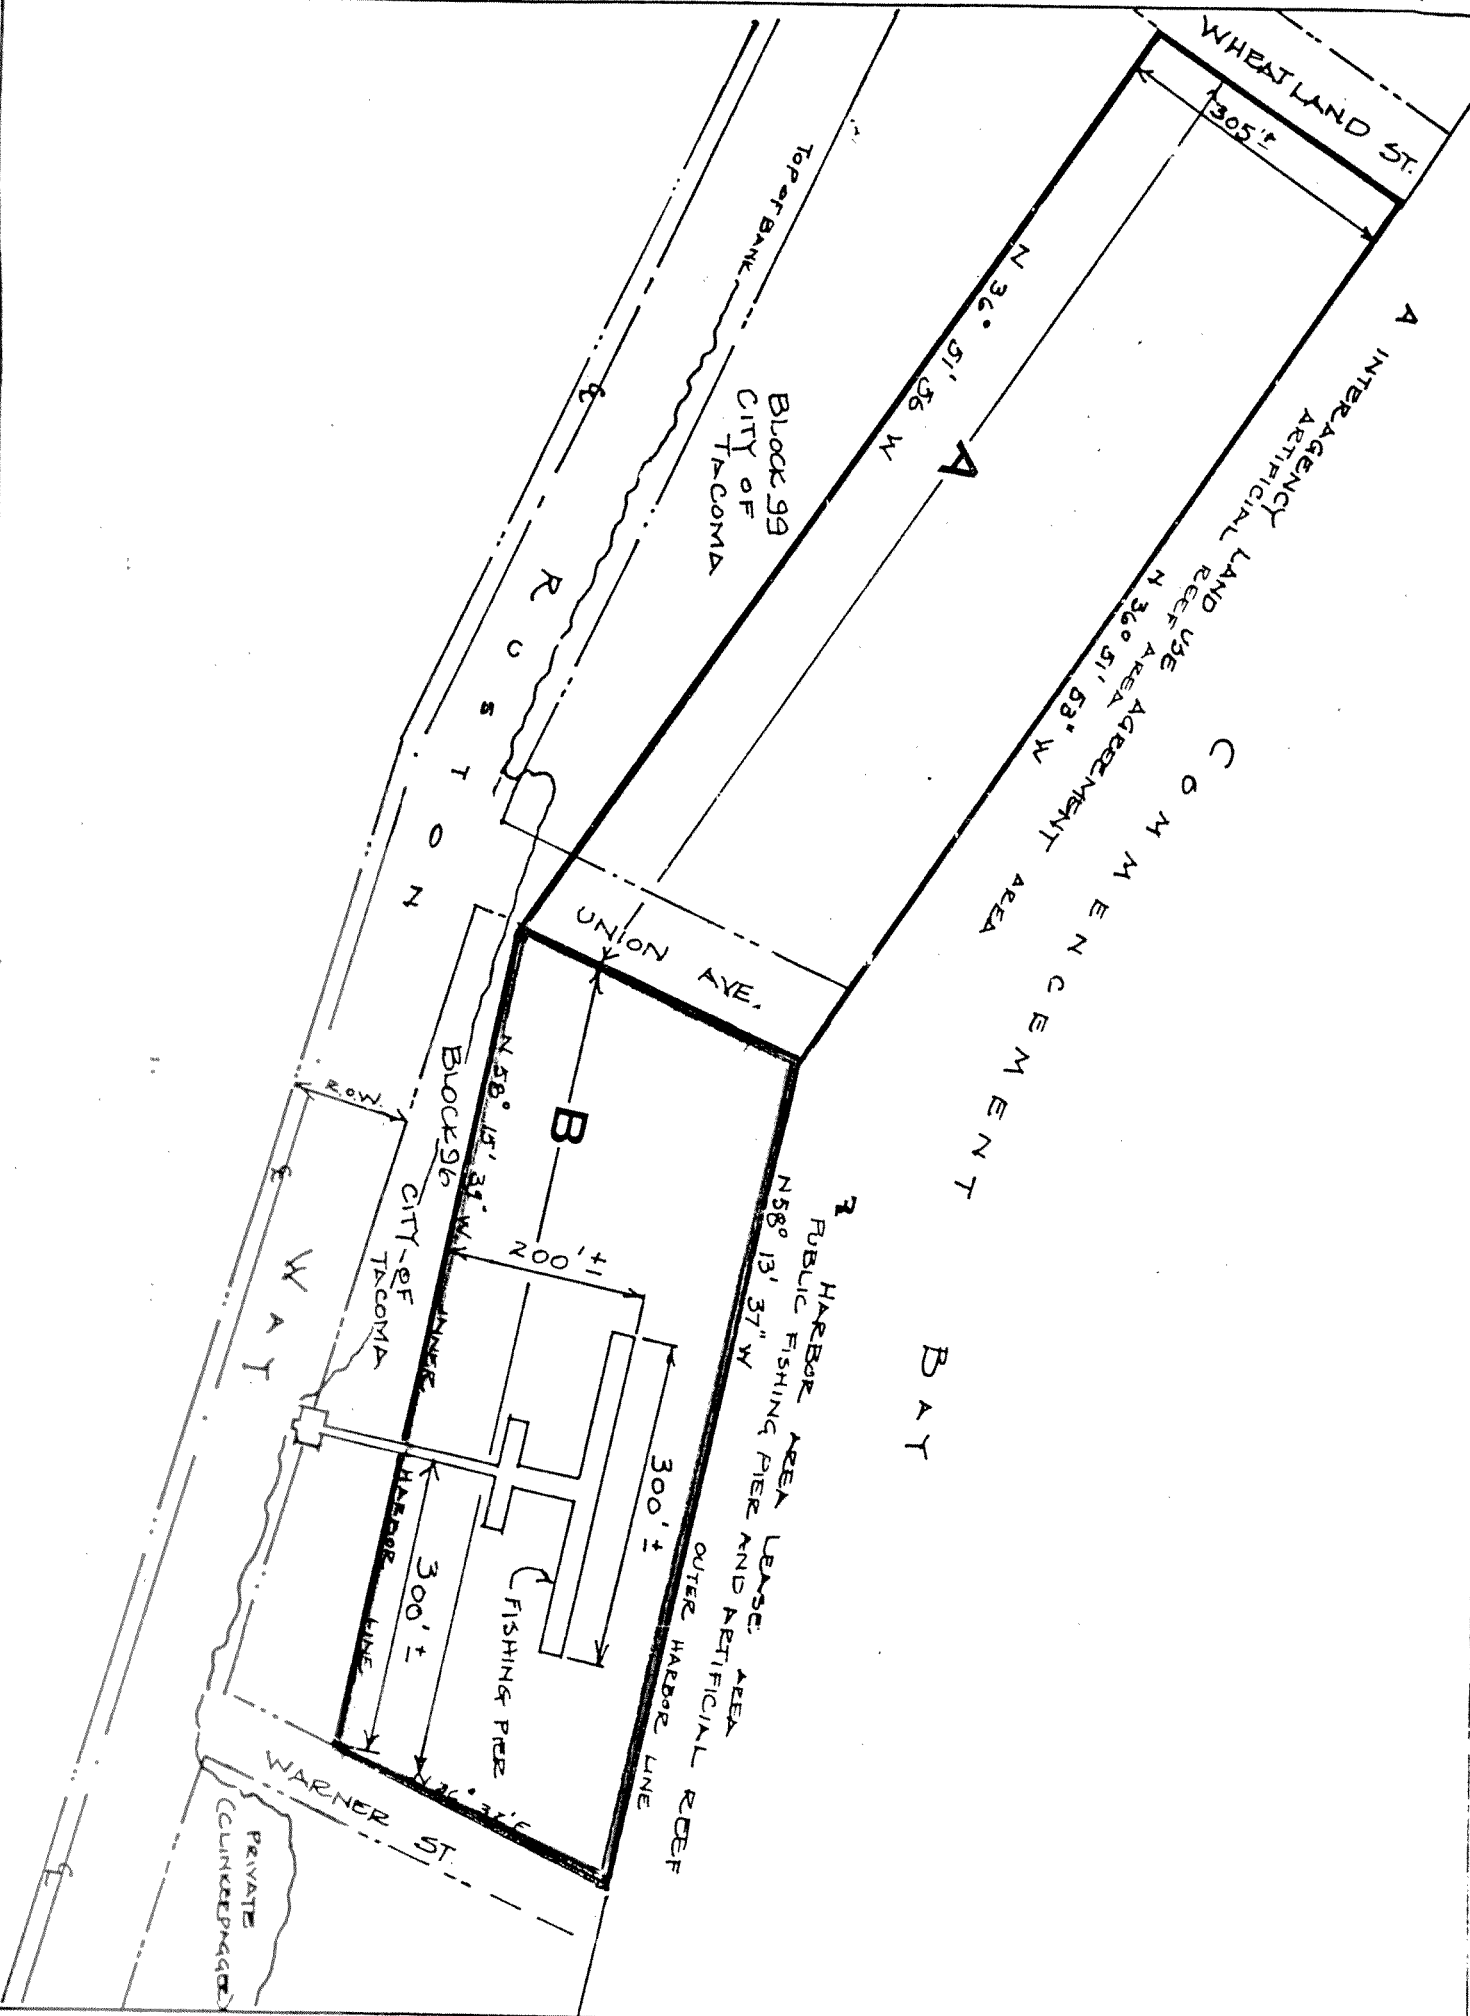 WHEATLAND ST.
305'±
A INTERAGENCY LAND USE AGREEMENT AREA
ARTIFICIAL REEF AREA
N 36° 51' 53" W
N 36° 51' 56 W
A
TOP OF BANK
BLOCK 99
CITY OF
TACOMA
COMMENCEMENT
BAY
RUSTON
WAY
UNION AVE.
B
R.O.W.
BLOCK 96
CITY OF
TACOMA
N 58° 15' 39" W
N 58° 13' 37" W
HARBOR AREA LEASE AREA
PUBLIC FISHING PIER AND ARTIFICIAL REEF
OUTER HARBOR LINE
200'±
300'±
300'±
INNER HARBOR LINE
FISHING PIER
WARNER ST.
PRIVATE